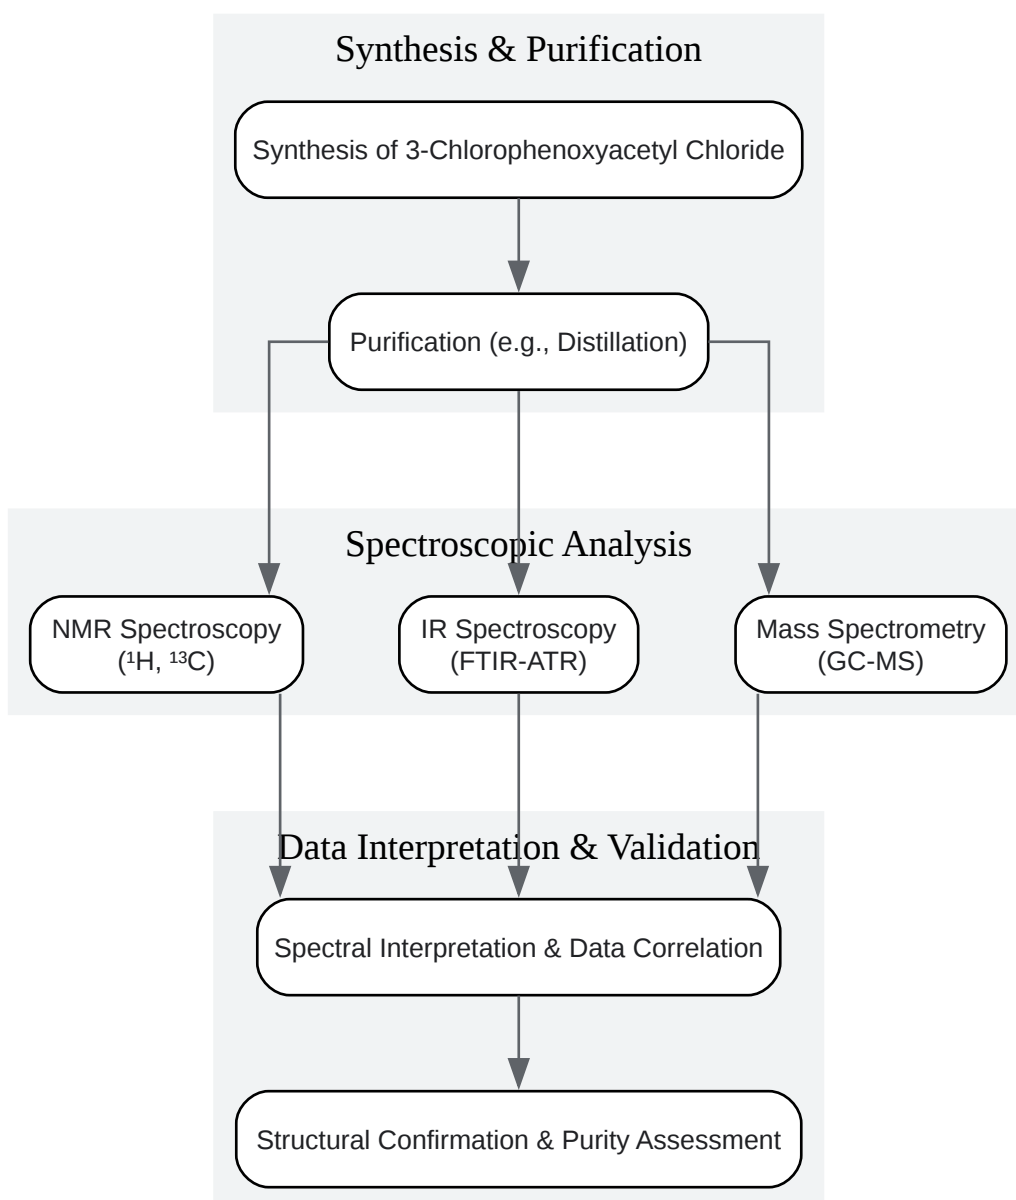 Synthesis & Purification
Synthesis of 3-Chlorophenoxyacetyl Chloride
Purification (e.g., Distillation)
Spectroscopic Analysis
NMR Spectroscopy
(¹H, ¹³C)
IR Spectroscopy
(FTIR-ATR)
Mass Spectrometry
(GC-MS)
Data Interpretation & Validation
Spectral Interpretation & Data Correlation
Structural Confirmation & Purity Assessment